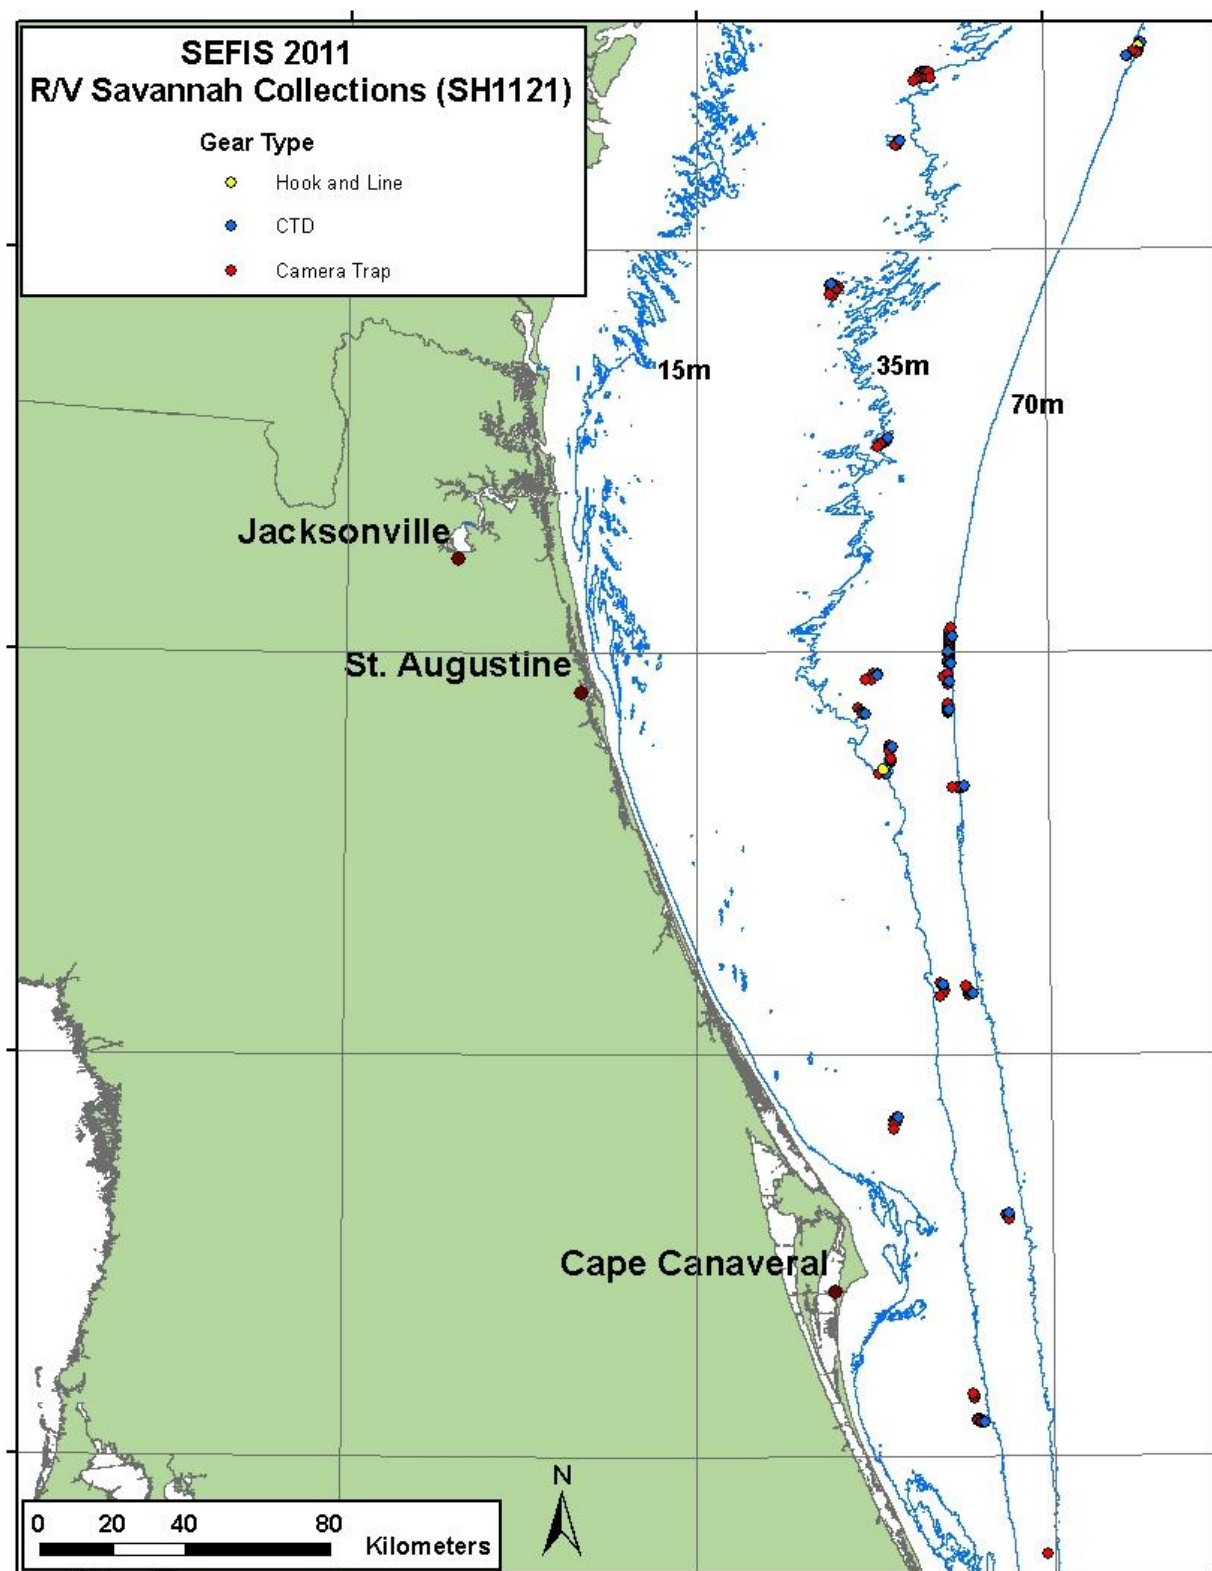 SEFIS 2011
R/V Savannah Collections (SH1121)
Gear Type
Hook and Line
CTD
Camera Trap
15m
35m
70m
Jacksonville
St. Augustine
Cape Canaveral
N
0 20 40 80
Kilometers